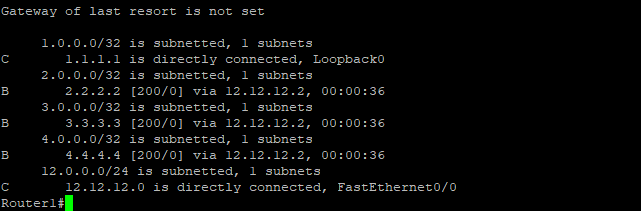 Gateway of last resort is not set

     1.0.0.0/32 is subnetted, 1 subnets
C       1.1.1.1 is directly connected, Loopback0
     2.0.0.0/32 is subnetted, 1 subnets
B       2.2.2.2 [200/0] via 12.12.12.2, 00:00:36
     3.0.0.0/32 is subnetted, 1 subnets
B       3.3.3.3 [200/0] via 12.12.12.2, 00:00:36
     4.0.0.0/32 is subnetted, 1 subnets
B       4.4.4.4 [200/0] via 12.12.12.2, 00:00:36
     12.0.0.0/24 is subnetted, 1 subnets
C       12.12.12.0 is directly connected, FastEthernet0/0
Router1#